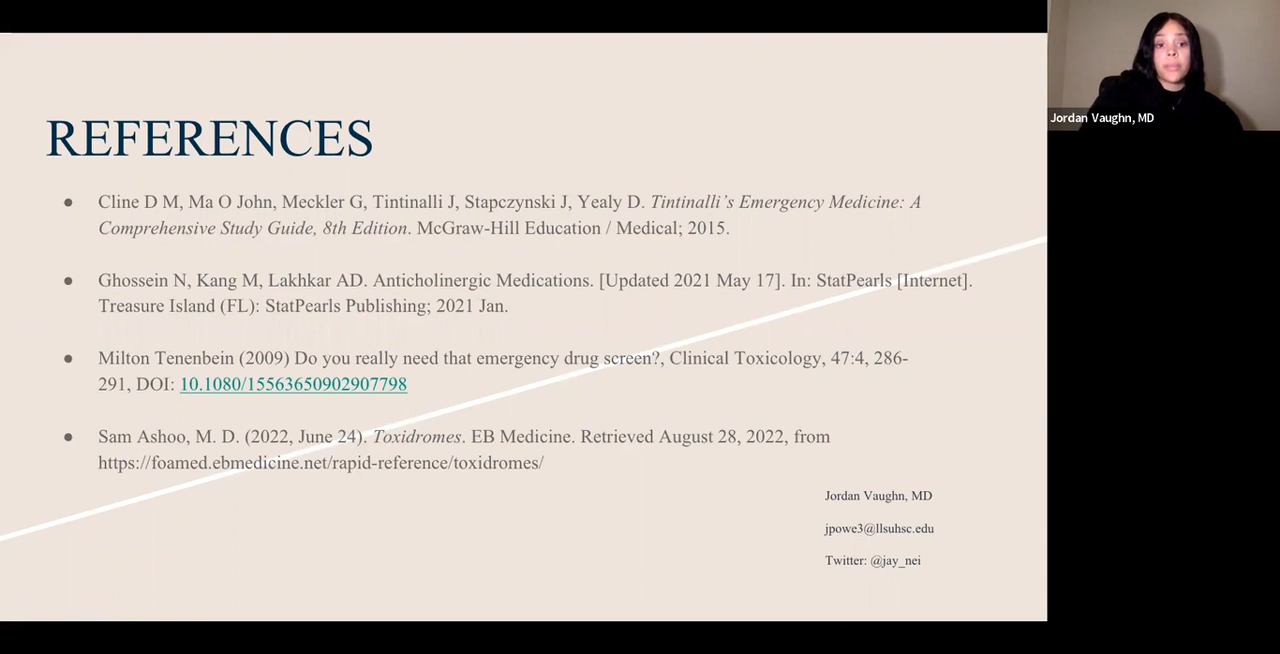 REFERENCES
● Cline D M, Ma O John, Meckler G, Tintinalli J, Stapczynski J, Yealy D. Tintinalli's Emergency Medicine: A
Comprehensive Study Guide, 8th Edition. McGraw-Hill Education / Medical; 2015.
● Ghossein N, Kang M, Lakhkar AD. Anticholinergic Medications. [Updated 2021 May 17]. In: StatPearls [Internet].
Treasure Island (FL): StatPearls Publishing; 2021 Jan.
● Milton Tenenbein (2009) Do you really need that emergency drug screen?, Clinical Toxicology, 47:4, 286-
291, DOI: 10.1080/15563650902907798
● Sam Ashoo, M. D. (2022, June 24). Toxidromes. EB Medicine. Retrieved August 28, 2022, from
https://foamed.ebmedicine.net/rapid-reference/toxidromes/
Jordan Vaughn, MD
jpowe3@llsuhsc.edu
Twitter: @jay_nei
Jordan Vaughn, MD